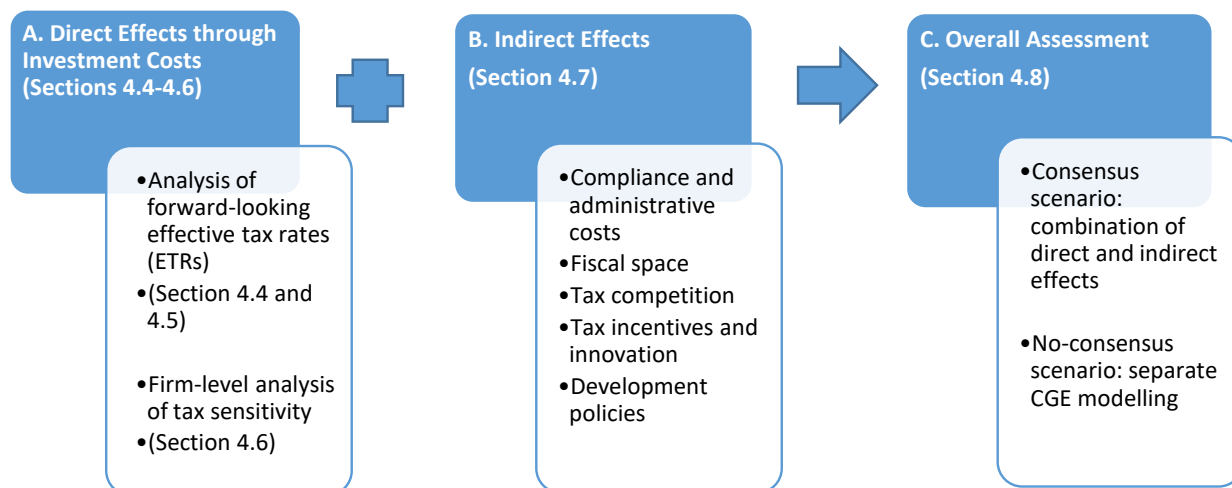 A. Direct Effects through
Investment Costs
(Sections 4.4-4.6)
•Analysis of
forward-looking
effective tax rates
(ETRs)
•(Section 4.4 and
4.5)
•Firm-level analysis
of tax sensitivity
•(Section 4.6)
B. Indirect Effects
(Section 4.7)
•Compliance and
administrative
costs
•Fiscal space
•Tax competition
•Tax incentives and
innovation
•Development
policies
C. Overall Assessment
(Section 4.8)
•Consensus
scenario:
combination of
direct and indirect
effects
•No-consensus
scenario: separate
CGE modelling